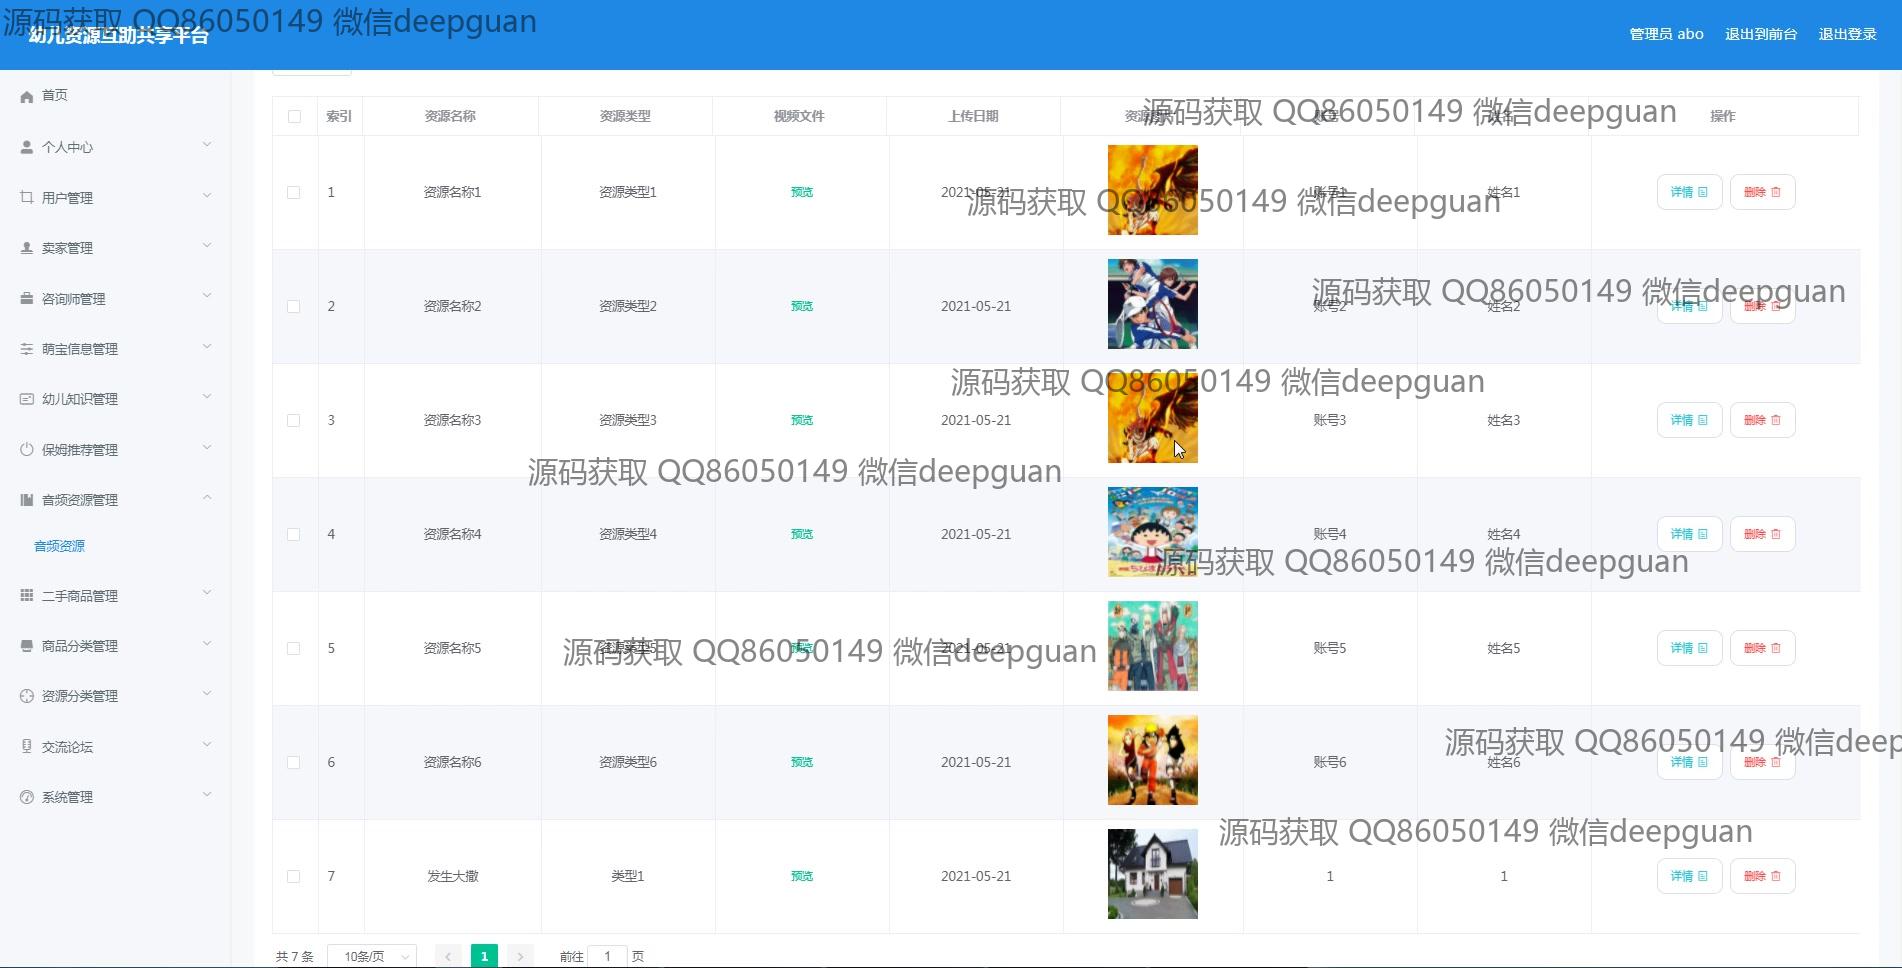 源码获取 QQ86050149 微信deepguan
幼儿资源互助共享平台
管理员 abo 退出到前台 退出登录
首页
个人中心
用户管理
卖家管理
咨询师管理
萌宝信息管理
幼儿知识管理
保姆推荐管理
音频资源管理
音频资源
二手商品管理
商品分类管理
资源分类管理
交流论坛
系统管理
索引 资源名称 资源类型 视频文件 上传日期 资源 账号 姓名 操作
源码获取 QQ86050149 微信deepguan
1 资源名称1 资源类型1 预览 2021-05-21 账号1 姓名1 详情 删除
源码获取 QQ86050149 微信deepguan
源码获取 QQ86050149 微信deepguan
2 资源名称2 资源类型2 预览 2021-05-21 账号2 姓名2 详情 删除
源码获取 QQ86050149 微信deepguan
3 资源名称3 资源类型3 预览 2021-05-21 账号3 姓名3 详情 删除
源码获取 QQ86050149 微信deepguan
4 资源名称4 资源类型4 预览 2021-05-21 账号4 姓名4 详情 删除
源码获取 QQ86050149 微信deepguan
5 资源名称5 资源类型5 预览 2021-05-21 账号5 姓名5 详情 删除
源码获取 QQ86050149 微信deepguan
源码获取 QQ86050149 微信deep
6 资源名称6 资源类型6 预览 2021-05-21 账号6 姓名6 详情 删除
源码获取 QQ86050149 微信deepguan
7 发生大撒 类型1 预览 2021-05-21 1 1 详情 删除
共 7 条 10条/页 1 前往 1 页